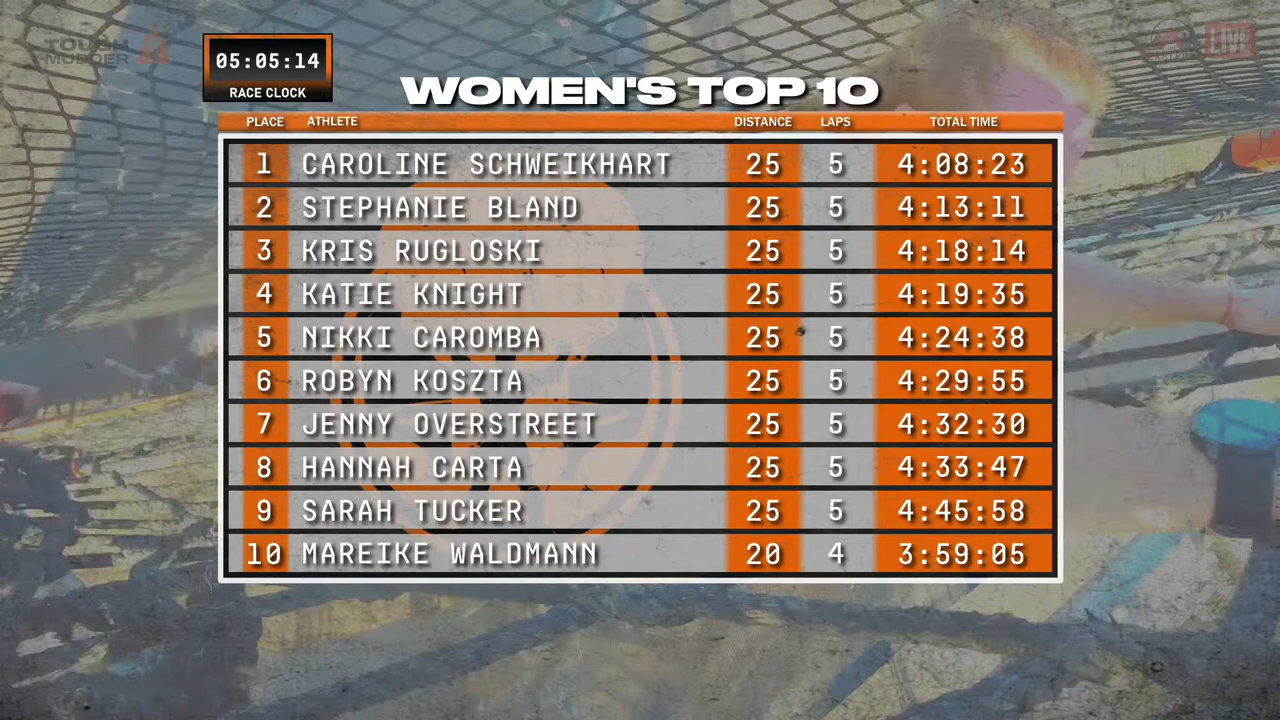 TOUGH
MUDDER
LIVE
05:05:14
RACE CLOCK
WOMEN'S TOP 10
PLACE ATHLETE DISTANCE LAPS TOTAL TIME
1 CAROLINE SCHWEIKHART 25 5 4:08:23
2 STEPHANIE BLAND 25 5 4:13:11
3 KRIS RUGLOSKI 25 5 4:18:14
4 KATIE KNIGHT 25 5 4:19:35
5 NIKKI CAROMBA 25 5 4:24:38
6 ROBYN KOSZTA 25 5 4:29:55
7 JENNY OVERSTREET 25 5 4:32:30
8 HANNAH CARTA 25 5 4:33:47
9 SARAH TUCKER 25 5 4:45:58
10 MAREIKE WALDMANN 20 4 3:59:05